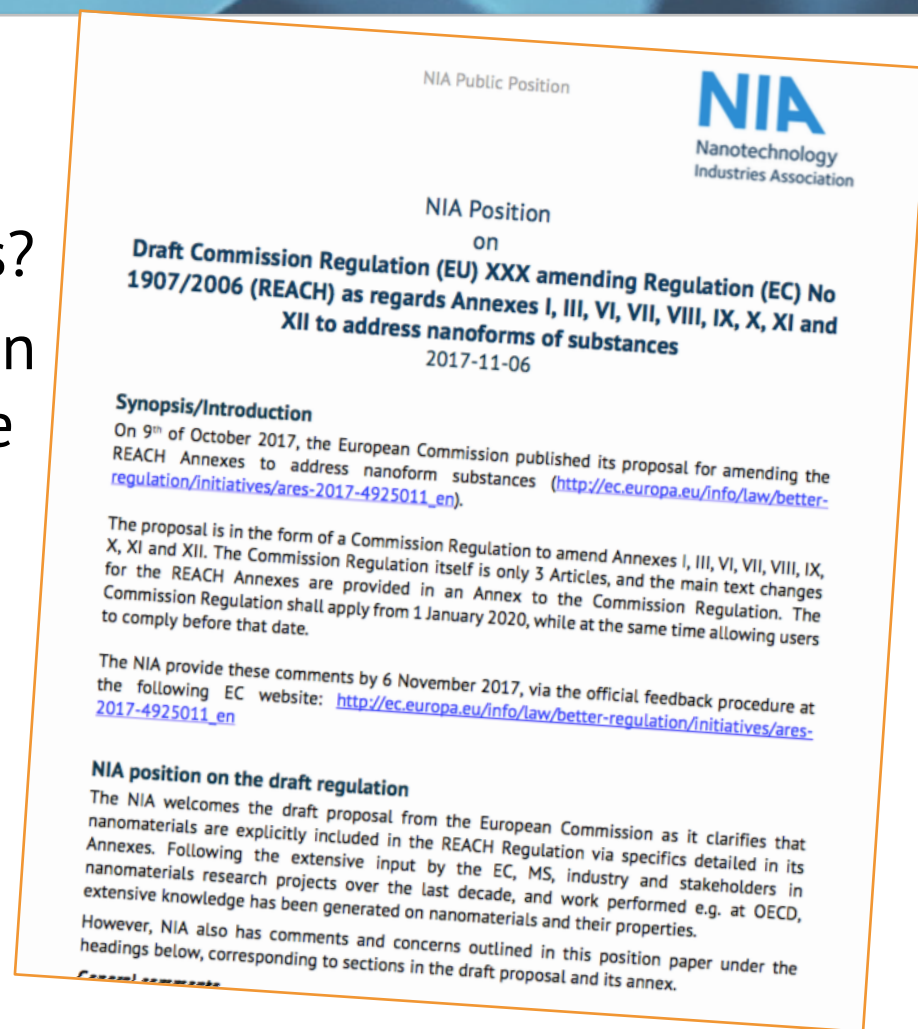 s?
n
e
NIA Public Position
NIA
Nanotechnology
Industries Association
NIA Position
on
Draft Commission Regulation (EU) XXX amending Regulation (EC) No
1907/2006 (REACH) as regards Annexes I, III, VI, VII, VIII, IX, X, XI and
XII to address nanoforms of substances
2017-11-06
Synopsis/Introduction
On 9th of October 2017, the European Commission published its proposal for amending the
REACH Annexes to address nanoform substances (http://ec.europa.eu/info/law/better-
regulation/initiatives/ares-2017-4925011_en).
The proposal is in the form of a Commission Regulation to amend Annexes I, III, VI, VII, VIII, IX,
X, XI and XII. The Commission Regulation itself is only 3 Articles, and the main text changes
for the REACH Annexes are provided in an Annex to the Commission Regulation. The
Commission Regulation shall apply from 1 January 2020, while at the same time allowing users
to comply before that date.
The NIA provide these comments by 6 November 2017, via the official feedback procedure at
the following EC website: http://ec.europa.eu/info/law/better-regulation/initiatives/ares-
2017-4925011_en
NIA position on the draft regulation
The NIA welcomes the draft proposal from the European Commission as it clarifies that
nanomaterials are explicitly included in the REACH Regulation via specifics detailed in its
Annexes. Following the extensive input by the EC, MS, industry and stakeholders in
nanomaterials research projects over the last decade, and work performed e.g. at OECD,
extensive knowledge has been generated on nanomaterials and their properties.
However, NIA also has comments and concerns outlined in this position paper under the
headings below, corresponding to sections in the draft proposal and its annex.